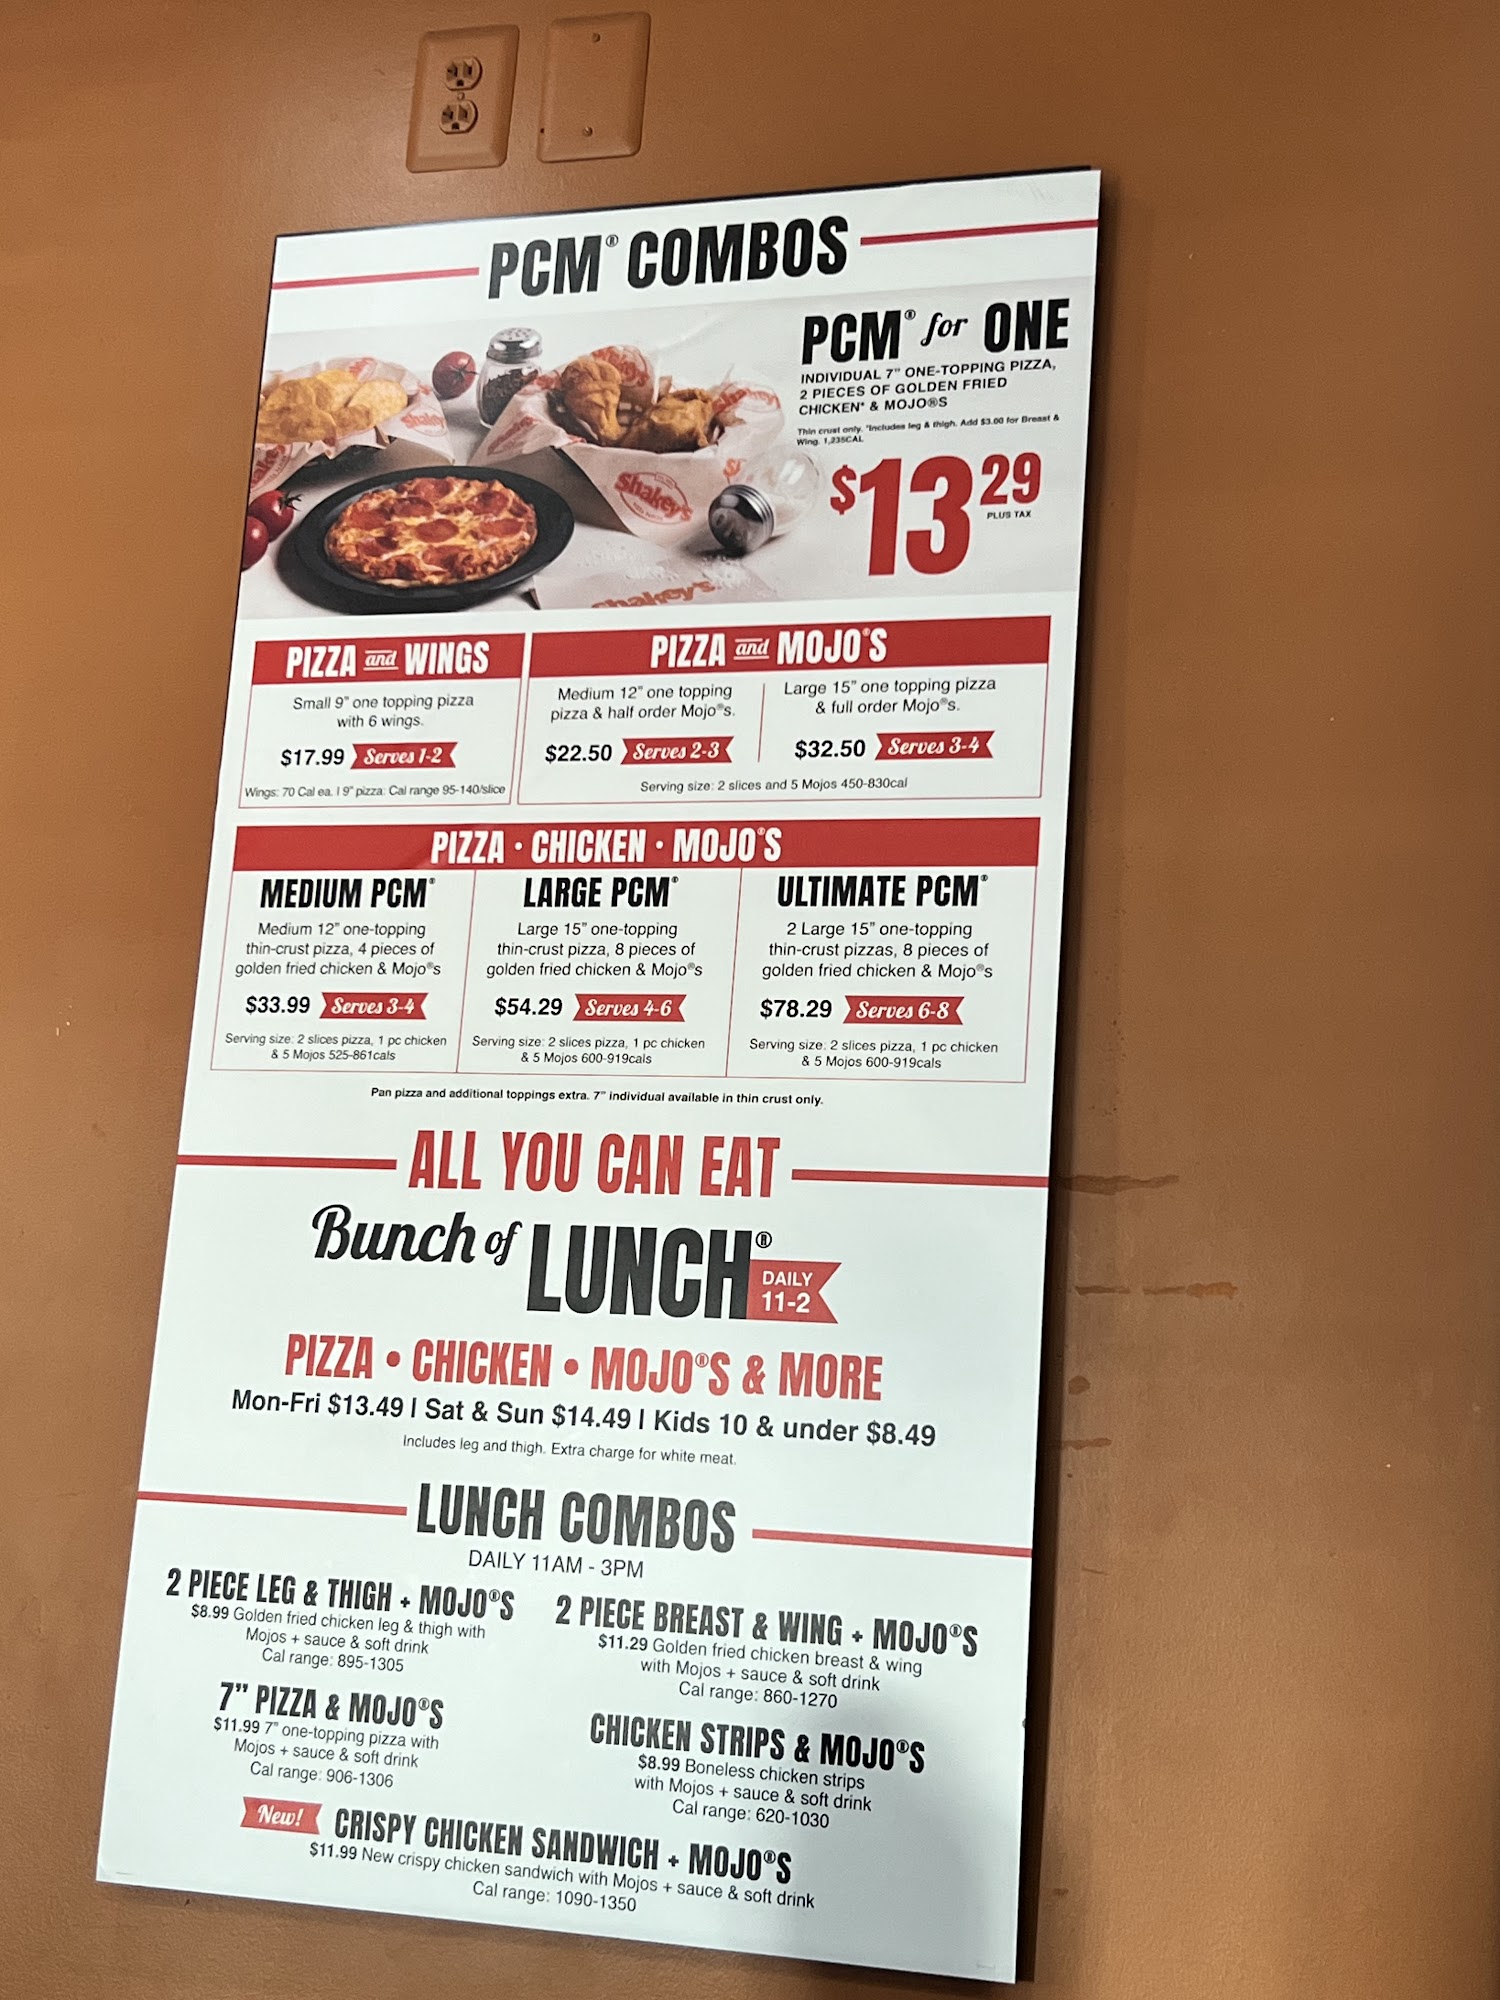 PCM® COMBOS
PCM® for ONE
INDIVIDUAL 7" ONE-TOPPING PIZZA,
2 PIECES OF GOLDEN FRIED
CHICKEN* & MOJO®S
Thin crust only. *Includes leg & thigh. Add $3.00 for Breast &
Wing. 1,235CAL
$13 29
PLUS TAX
Shakey's
Shakey's
Shakey's
PIZZA and WINGS
Small 9" one topping pizza
with 6 wings.
$17.99 Serves 1-2
Wings: 70 Cal ea. I 9" pizza: Cal range 95-140/slice
PIZZA and MOJO®S
Medium 12" one topping
pizza & half order Mojo®s.
$22.50 Serves 2-3
Large 15" one topping pizza
& full order Mojo®s.
$32.50 Serves 3-4
Serving size: 2 slices and 5 Mojos 450-830cal
PIZZA • CHICKEN • MOJO®S
MEDIUM PCM®
Medium 12" one-topping
thin-crust pizza, 4 pieces of
golden fried chicken & Mojo®s
$33.99 Serves 3-4
Serving size: 2 slices pizza, 1 pc chicken
& 5 Mojos 525-861cals
LARGE PCM®
Large 15" one-topping
thin-crust pizza, 8 pieces of
golden fried chicken & Mojo®s
$54.29 Serves 4-6
Serving size: 2 slices pizza, 1 pc chicken
& 5 Mojos 600-919cals
ULTIMATE PCM®
2 Large 15" one-topping
thin-crust pizzas, 8 pieces of
golden fried chicken & Mojo®s
$78.29 Serves 6-8
Serving size: 2 slices pizza, 1 pc chicken
& 5 Mojos 600-919cals
Pan pizza and additional toppings extra. 7" individual available in thin crust only.
ALL YOU CAN EAT
Bunch of LUNCH®
DAILY
11-2
PIZZA • CHICKEN • MOJO®S & MORE
Mon-Fri $13.49 I Sat & Sun $14.49 I Kids 10 & under $8.49
Includes leg and thigh. Extra charge for white meat.
LUNCH COMBOS
DAILY 11AM - 3PM
2 PIECE LEG & THIGH + MOJO®S
$8.99 Golden fried chicken leg & thigh with
Mojos + sauce & soft drink
Cal range: 895-1305
2 PIECE BREAST & WING + MOJO®S
$11.29 Golden fried chicken breast & wing
with Mojos + sauce & soft drink
Cal range: 860-1270
7" PIZZA & MOJO®S
$11.99 7" one-topping pizza with
Mojos + sauce & soft drink
Cal range: 906-1306
CHICKEN STRIPS & MOJO®S
$8.99 Boneless chicken strips
with Mojos + sauce & soft drink
Cal range: 620-1030
New! CRISPY CHICKEN SANDWICH + MOJO®S
$11.99 New crispy chicken sandwich with Mojos + sauce & soft drink
Cal range: 1090-1350